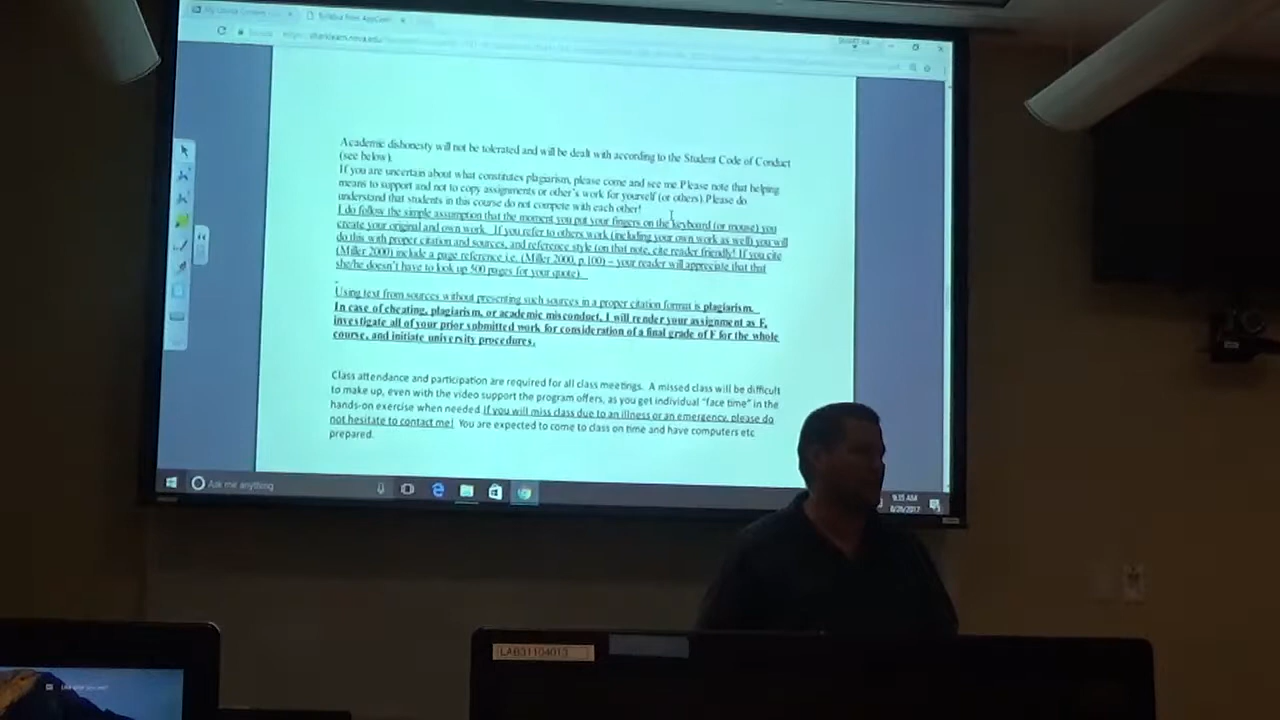 Syllabus
sharklearn.nova.edu
Academic dishonesty will not be tolerated and will be dealt with according to the Student Code of Conduct
(see below).
If you are uncertain about what constitutes plagiarism, please come and see me. Please note that helping
means to support and not to copy assignments or other's work for yourself (or others). Please do
understand that students in this course do not compete with each other!
I do follow the simple assumption that the moment you put your fingers on the keyboard (or mouse) you
create your original and own work. If you refer to others work (including your own work as well) you will
do this with proper citation and sources, and reference style (on that note, cite reader friendly! If you cite
(Miller 2000) include a page reference i.e. (Miller 2000, p.100) – your reader will appreciate that that
she/he doesn't have to look up 500 pages for your quote)
Using text from sources without presenting such sources in a proper citation format is plagiarism.
In case of cheating, plagiarism, or academic misconduct, I will render your assignment as F,
investigate all of your prior submitted work for consideration of a final grade of F for the whole
course, and initiate university procedures.
Class attendance and participation are required for all class meetings. A missed class will be difficult
to make up, even with the video support the program offers, as you get individual "face time" in the
hands-on exercise when needed If you will miss class due to an illness or an emergency, please do
not hesitate to contact me! You are expected to come to class on time and have computers etc
prepared.
Ask me anything
9:35 AM
8/26/2017
LAB31104013